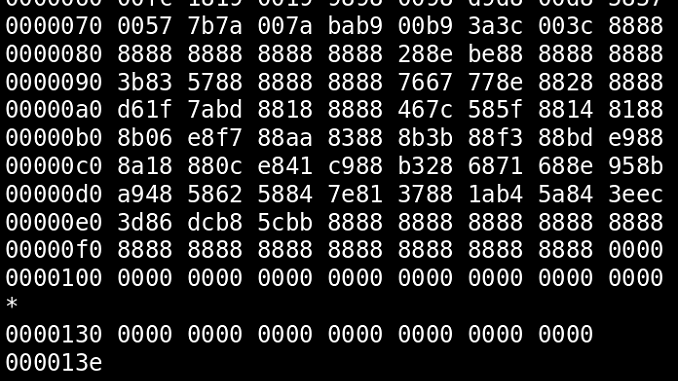 0000070 0057 7b7a 007a bab9 00b9 3a3c 003c 8888
0000080 8888 8888 8888 8888 288e be88 8888 8888
0000090 3b83 5788 8888 8888 7667 778e 8828 8888
00000a0 d61f 7abd 8818 8888 467c 585f 8814 8188
00000b0 8b06 e8f7 88aa 8388 8b3b 88f3 88bd e988
00000c0 8a18 880c e841 c988 b328 6871 688e 958b
00000d0 a948 5862 5884 7e81 3788 1ab4 5a84 3eec
00000e0 3d86 dcb8 5cbb 8888 8888 8888 8888 8888
00000f0 8888 8888 8888 8888 8888 8888 8888 0000
0000100 0000 0000 0000 0000 0000 0000 0000 0000
*
0000130 0000 0000 0000 0000 0000 0000 0000
000013e